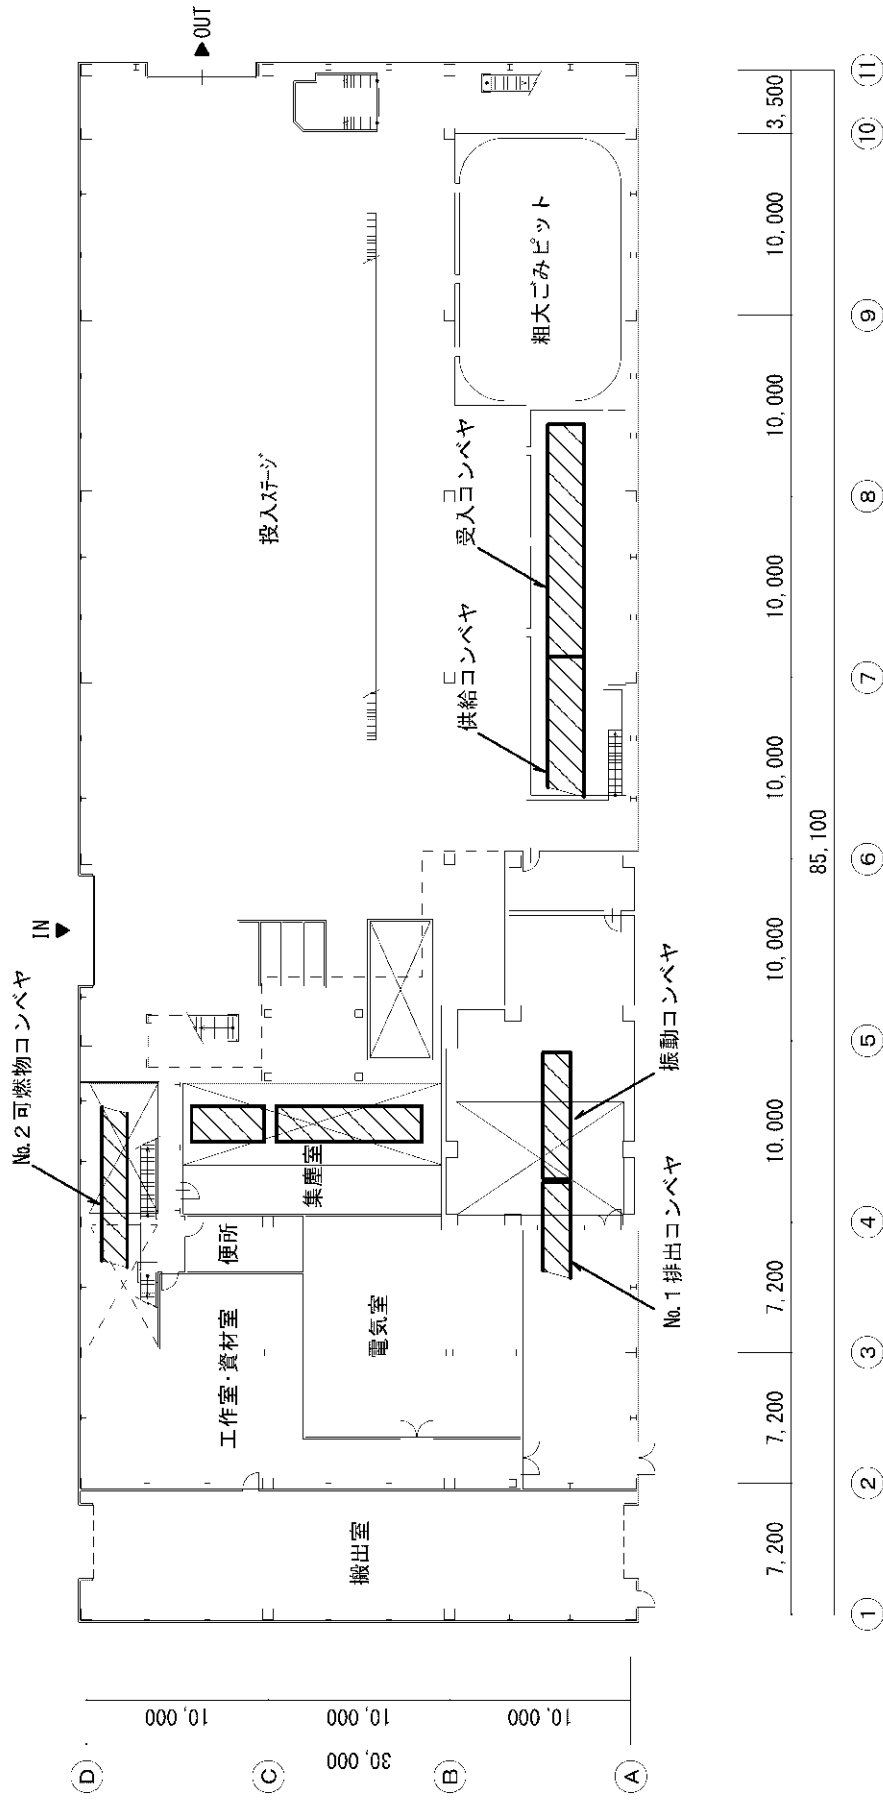 No.2可燃物コンベヤ
IN
OUT
投入ステージ
便所
集塵室
工作室・資材室
電気室
搬出室
供給コンベヤ
受入コンベヤ
粗大ごみピット
No.1排出コンベヤ
振動コンベヤ
7,200
7,200
7,200
10,000
10,000
10,000
10,000
10,000
10,000
3,500
85,100
1
2
3
4
5
6
7
8
9
10
11
10,000
10,000
10,000
30,000
D
C
B
A